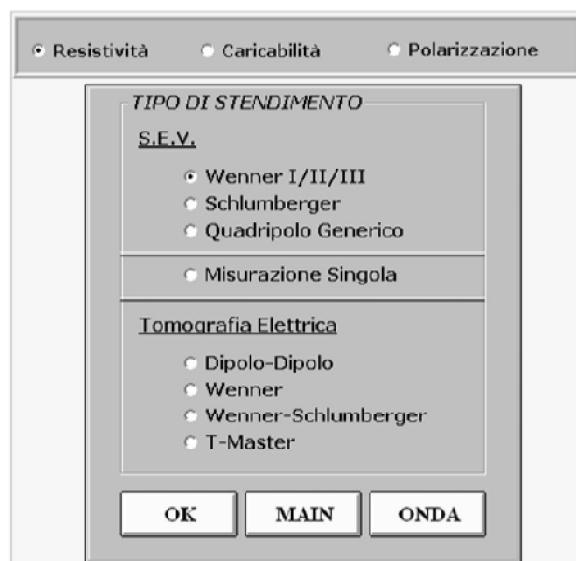 Resistività Caricabilità Polarizzazione
TIPO DI STENDIMENTO
S.E.V.
Wenner I/II/III
Schlumberger
Quadripolo Generico
Misurazione Singola
Tomografia Elettrica
Dipolo-Dipolo
Wenner
Wenner-Schlumberger
T-Master
OK MAIN ONDA